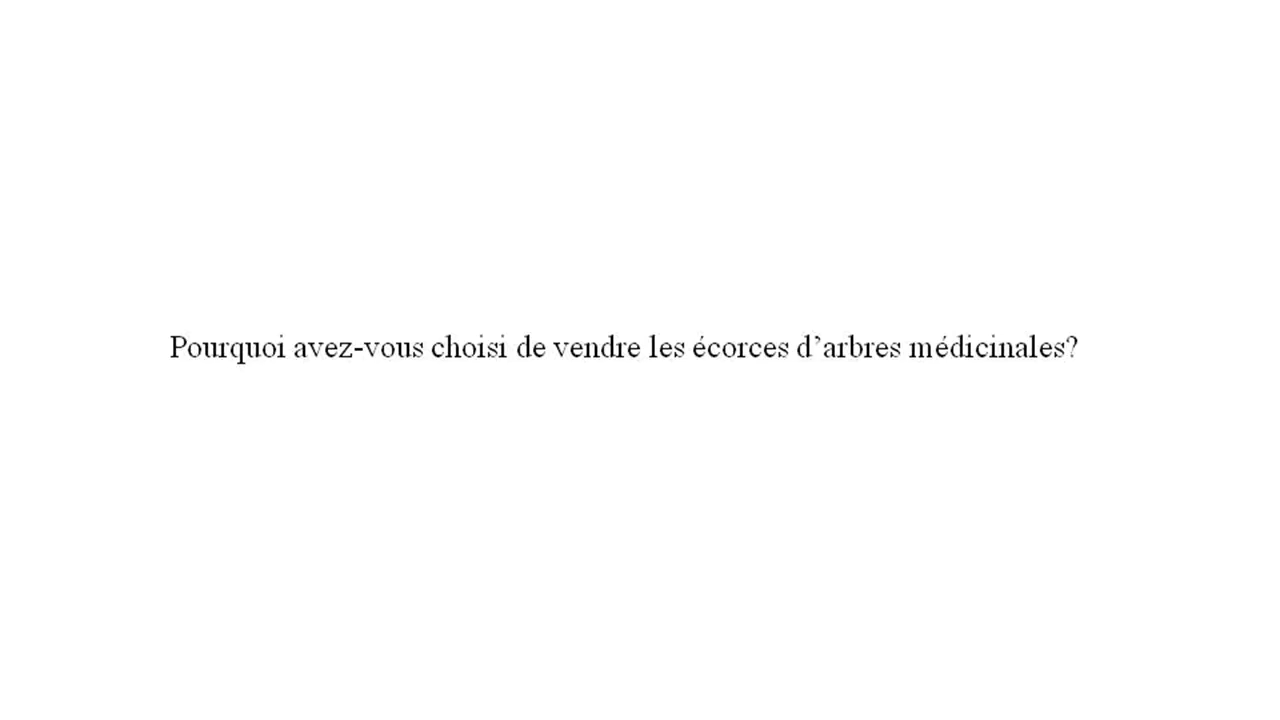 Pourquoi avez-vous choisi de vendre les écorces d’arbres médicinales?